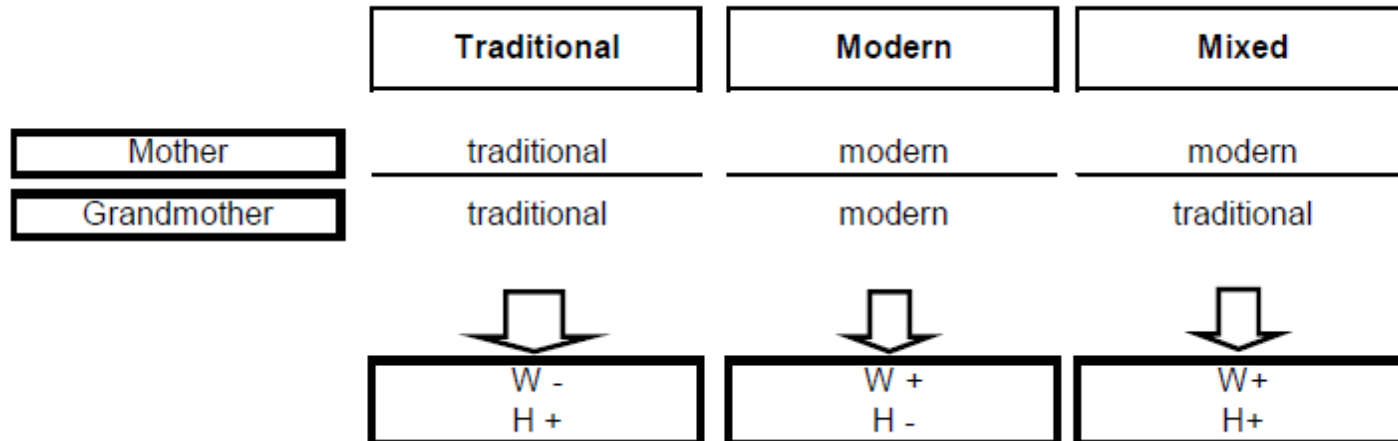 Traditional Modern Mixed
Mother traditional modern modern
Grandmother traditional modern traditional
W - W + W+
H + H - H+